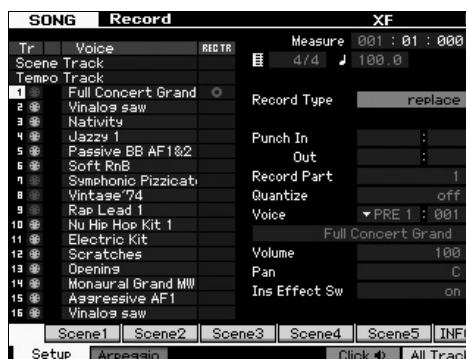 SONG Record XF
Measure 001 : 01 : 000
Tr Voice REC TR 4/4 100.0
Scene Track
Tempo Track
1 Full Concert Grand
2 Vinalog saw Record Type replace
3 Nativity
4 Jazzy 1 Punch In :
5 Passive BB AF1&2 Out :
6 Soft RnB Record Part 1
7 Symphonic Pizzicat
8 Vintage'74 Quantize off
9 Rap Lead 1 Voice PRE 1 : 001
10 Nu Hip Hop Kit 1
11 Electric Kit Full Concert Grand
12 Scratches Volume 100
13 Opening Pan C
14 Monaural Grand MW
15 Aggressive AF1 Ins Effect Sw on
16 Vinalog saw
Scene1 Scene2 Scene3 Scene4 Scene5 INF
Setup Arpeggio Click All Track